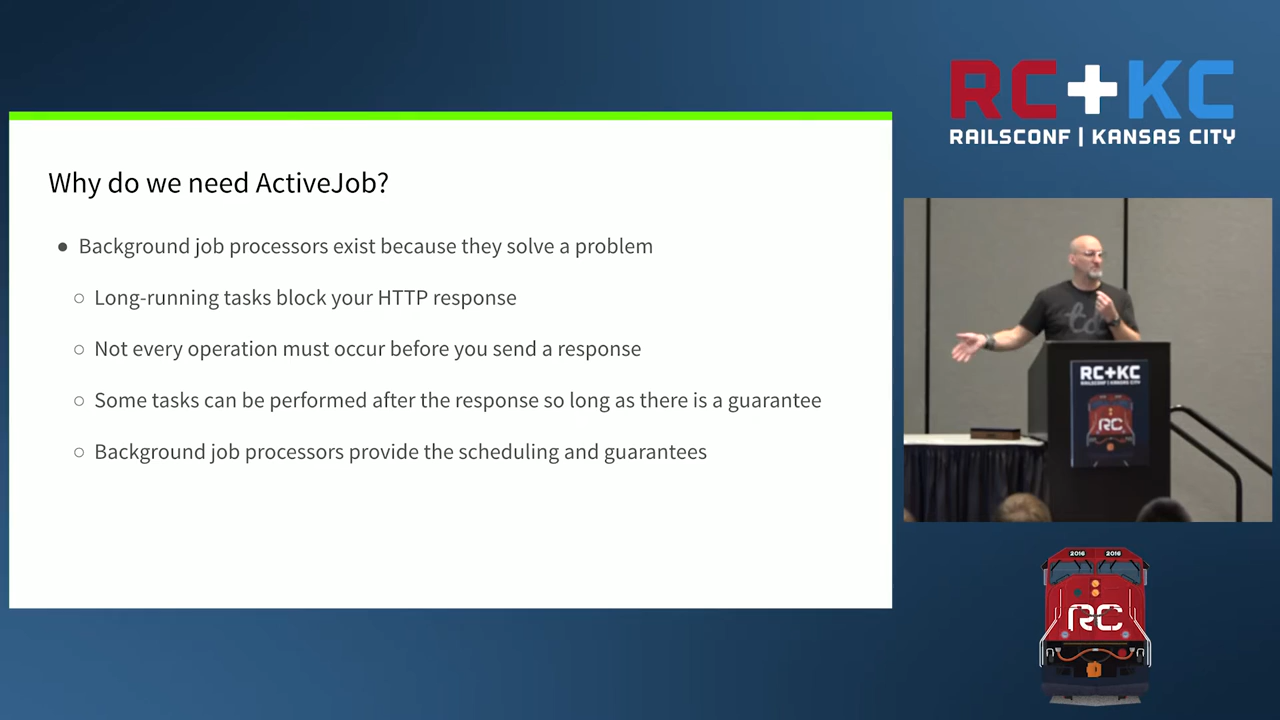 Why do we need ActiveJob?
● Background job processors exist because they solve a problem
○ Long-running tasks block your HTTP response
○ Not every operation must occur before you send a response
○ Some tasks can be performed after the response so long as there is a guarantee
○ Background job processors provide the scheduling and guarantees
RC+KC
RAILSCONF | KANSAS CITY
td
RC+KC
RAILSCONF | KANSAS CITY
RC
2016 2016
RC